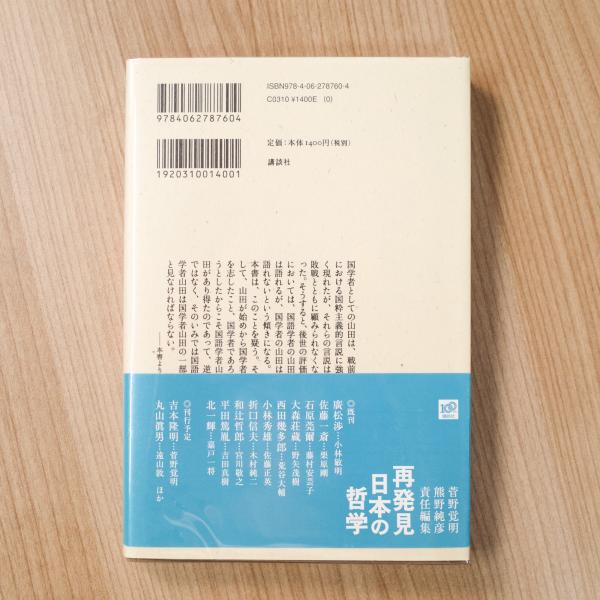 ISBN978-4-06-278760-4
C0310 ¥1400E (0)
9784062787604
定価：本体1400円（税別）
1920310014001
講談社
国学者としての山田は、戦前
における国粋主義的言説に強
く現れたが、それらの言説は
敗戦とともに顧みられなくな
った。そうすると、後世の評価
においては、国語学者の山田
は語れるが、国学者の山田は
語れないという傾きになる。
本書は、このことを疑う。そ
して、山田が始めから国学者
を志したこと、国学者であろ
うとしたからこそ国語学者山
田があり得たのであって、逆
ではなく、そのいみでは国語
学者山田は国学者山田の一部
と見なければならない。
――本書より
100
講談社
菅野覚明
熊野純彦
責任編集
再発見
日本の
哲学
◎既刊
廣松渉…小林敏明
佐藤一斎…栗原剛
石原莞爾…藤村安芸子
大森荘蔵…野矢茂樹
西田幾多郎…荒谷大輔
小林秀雄…佐藤正英
折口信夫…木村純二
和辻哲郎…宮川敬之
平田篤胤…吉田真樹
北一輝…嘉戸一将
◎刊行予定
吉本隆明…菅野覚明
丸山眞男…遠山敦 ほか